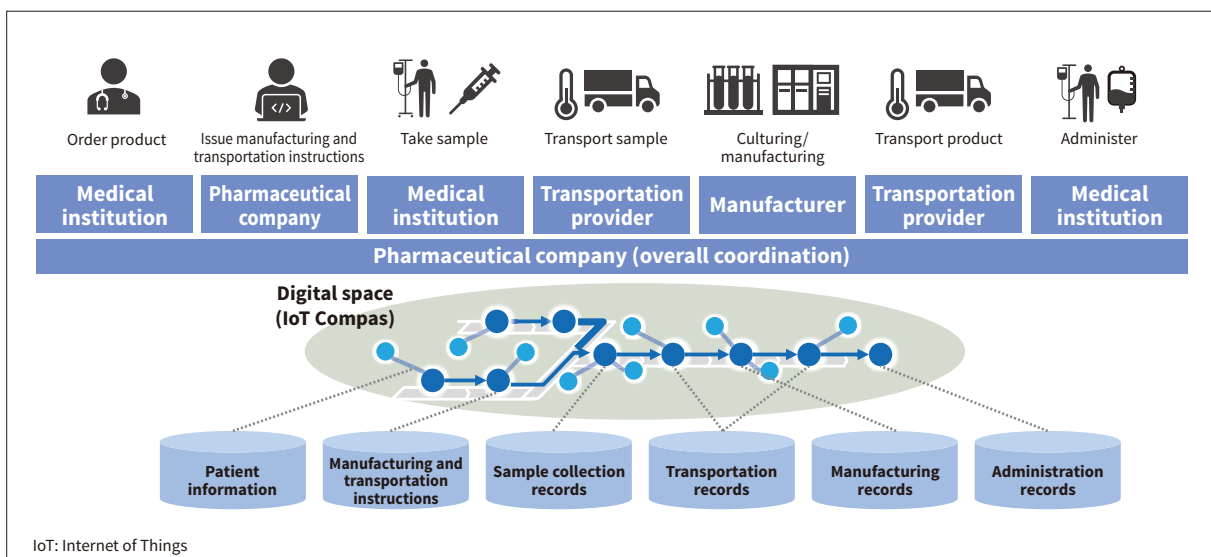 </>
Order product
Issue manufacturing and
transportation instructions
Take sample
Transport sample
Culturing/
manufacturing
Transport product
Administer
Medical
institution
Pharmaceutical
company
Medical
institution
Transportation
provider
Manufacturer
Transportation
provider
Medical
institution
Pharmaceutical company (overall coordination)
Digital space
(IoT Compas)
Patient
information
Manufacturing and
transportation
instructions
Sample collection
records
Transportation
records
Manufacturing
records
Administration
records
IoT: Internet of Things